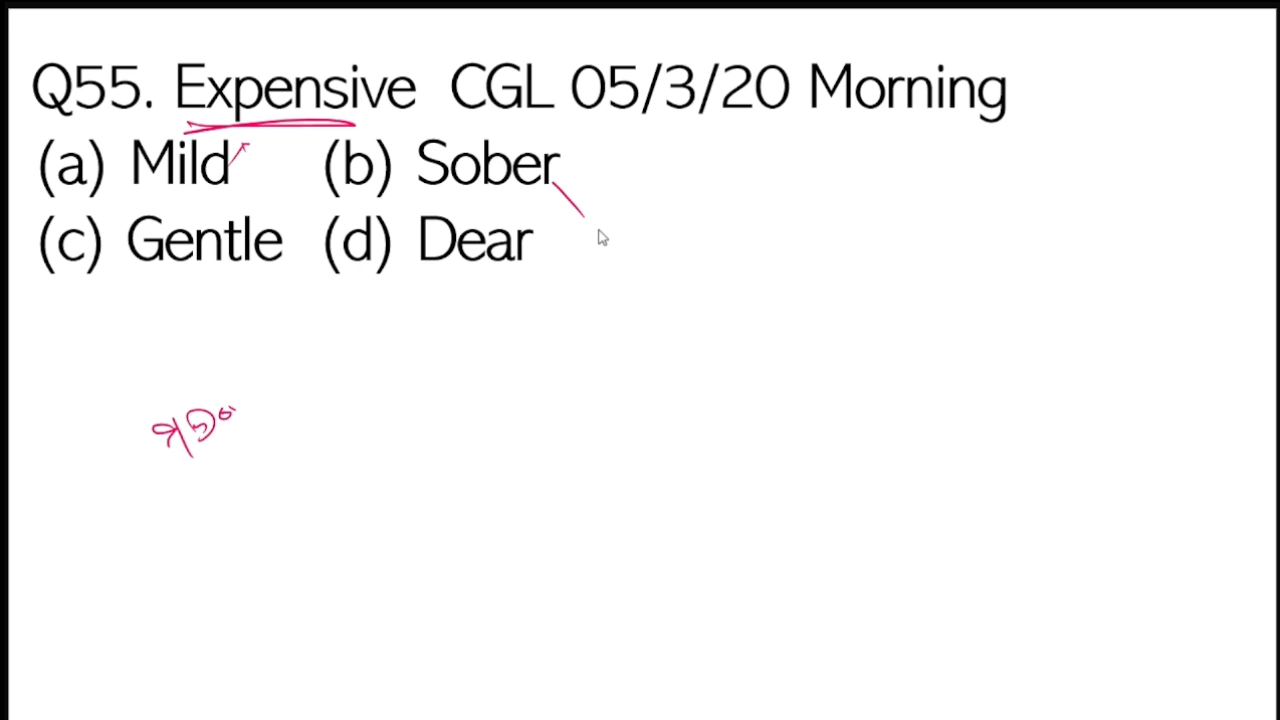 Q55. Expensive CGL 05/3/20 Morning
(a) Mild (b) Sober
(c) Gentle (d) Dear